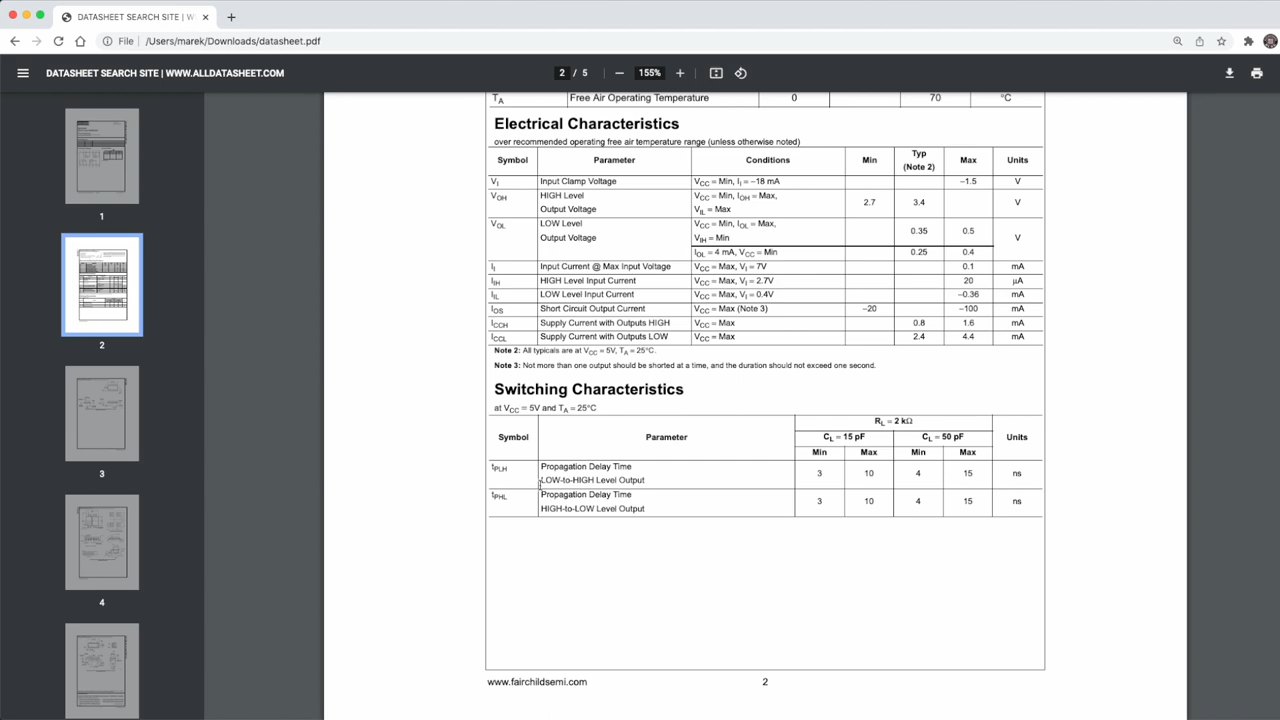 DATASHEET SEARCH SITE | W
File /Users/marek/Downloads/datasheet.pdf
DATASHEET SEARCH SITE | WWW.ALLDATASHEET.COM 2 / 5 155%
1
2
3
4
TA Free Air Operating Temperature 0 70 °C
Electrical Characteristics
over recommended operating free air temperature range (unless otherwise noted)
Symbol Parameter Conditions Min Typ (Note 2) Max Units
VI Input Clamp Voltage VCC = Min, II = −18 mA −1.5 V
VOH HIGH Level Output Voltage VCC = Min, IOH = Max, VIL = Max 2.7 3.4 V
VOL LOW Level Output Voltage VCC = Min, IOL = Max, VIH = Min 0.35 0.5 V
IOL = 4 mA, VCC = Min 0.25 0.4
II Input Current @ Max Input Voltage VCC = Max, VI = 7V 0.1 mA
IIH HIGH Level Input Current VCC = Max, VI = 2.7V 20 µA
IIL LOW Level Input Current VCC = Max, VI = 0.4V −0.36 mA
IOS Short Circuit Output Current VCC = Max (Note 3) −20 −100 mA
ICCH Supply Current with Outputs HIGH VCC = Max 0.8 1.6 mA
ICCL Supply Current with Outputs LOW VCC = Max 2.4 4.4 mA
Note 2: All typicals are at VCC = 5V, TA = 25°C.
Note 3: Not more than one output should be shorted at a time, and the duration should not exceed one second.
Switching Characteristics
at VCC = 5V and TA = 25°C
RL = 2 kΩ
Symbol Parameter CL = 15 pF CL = 50 pF Units
Min Max Min Max
tPLH Propagation Delay Time LOW-to-HIGH Level Output 3 10 4 15 ns
tPHL Propagation Delay Time HIGH-to-LOW Level Output 3 10 4 15 ns
www.fairchildsemi.com 2